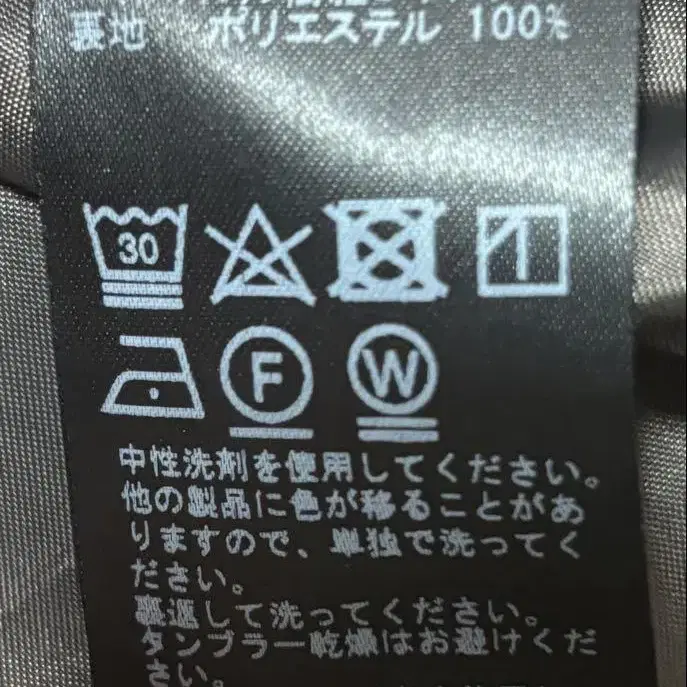 裏地 ポリエステル 100%
30
F
W
中性洗剤を使用してください。
他の製品に色が移ることがあ
りますので、単独で洗ってく
ださい。
裏返して洗ってください。
タンブラー乾燥はお避けくだ
さい。